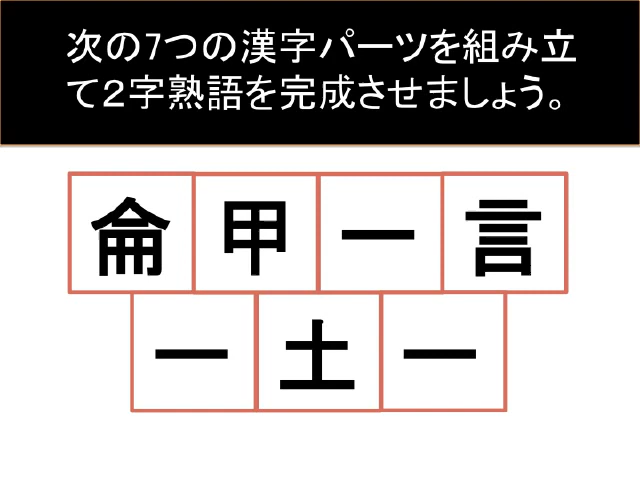 次の7つの漢字パーツを組み立
て２字熟語を完成させましょう。
侖 甲 一 言
一 土 一